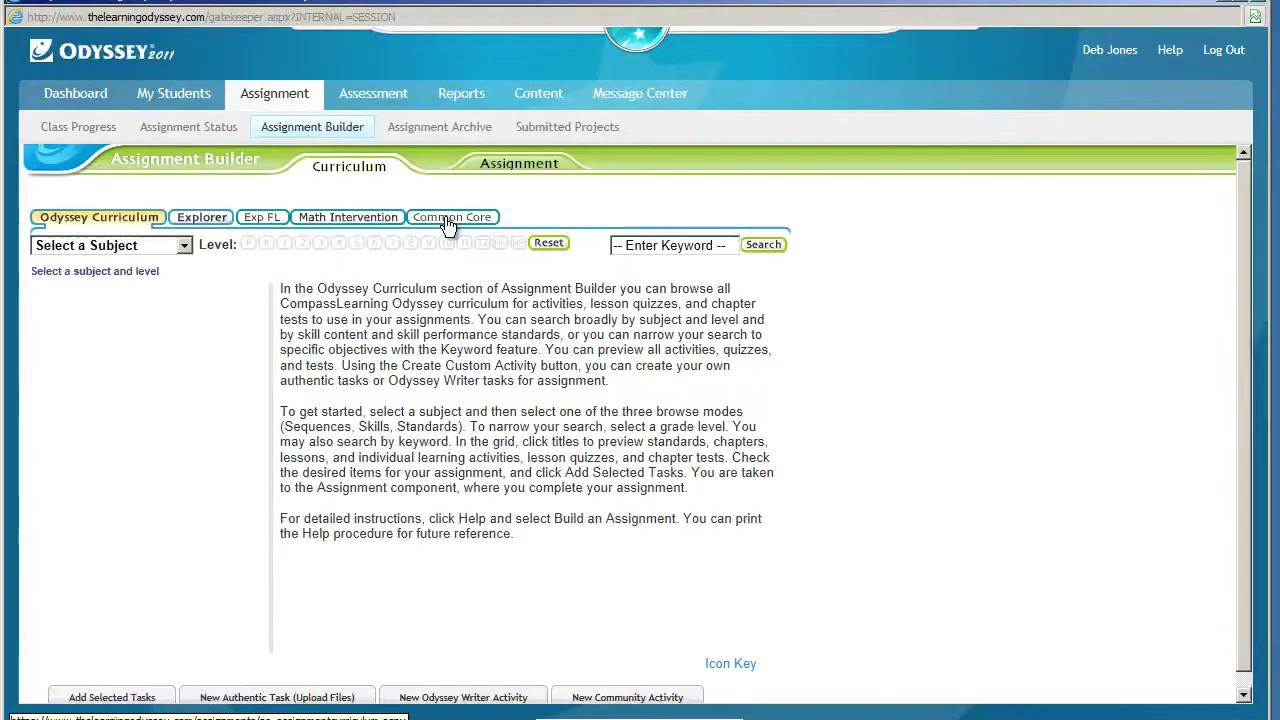 http://www.thelearningodyssey.com/gatekeeper.aspx?INTERNAL=SESSION
ODYSSEY 2011
Deb Jones Help Log Out
Dashboard My Students Assignment Assessment Reports Content Message Center
Class Progress Assignment Status Assignment Builder Assignment Archive Submitted Projects
Assignment Builder Curriculum Assignment
Odyssey Curriculum Explorer Exp FL Math Intervention Common Core
Select a Subject Level: P K 1 2 3 4 5 6 7 8 9 10 11 12 Reset -- Enter Keyword -- Search
Select a subject and level
In the Odyssey Curriculum section of Assignment Builder you can browse all
CompassLearning Odyssey curriculum for activities, lesson quizzes, and chapter
tests to use in your assignments. You can search broadly by subject and level and
by skill content and skill performance standards, or you can narrow your search to
specific objectives with the Keyword feature. You can preview all activities, quizzes,
and tests. Using the Create Custom Activity button, you can create your own
authentic tasks or Odyssey Writer tasks for assignment.
To get started, select a subject and then select one of the three browse modes
(Sequences, Skills, Standards). To narrow your search, select a grade level. You
may also search by keyword. In the grid, click titles to preview standards, chapters,
lessons, and individual learning activities, lesson quizzes, and chapter tests. Check
the desired items for your assignment, and click Add Selected Tasks. You are taken
to the Assignment component, where you complete your assignment.
For detailed instructions, click Help and select Build an Assignment. You can print
the Help procedure for future reference.
Icon Key
Add Selected Tasks New Authentic Task (Upload Files) New Odyssey Writer Activity New Community Activity